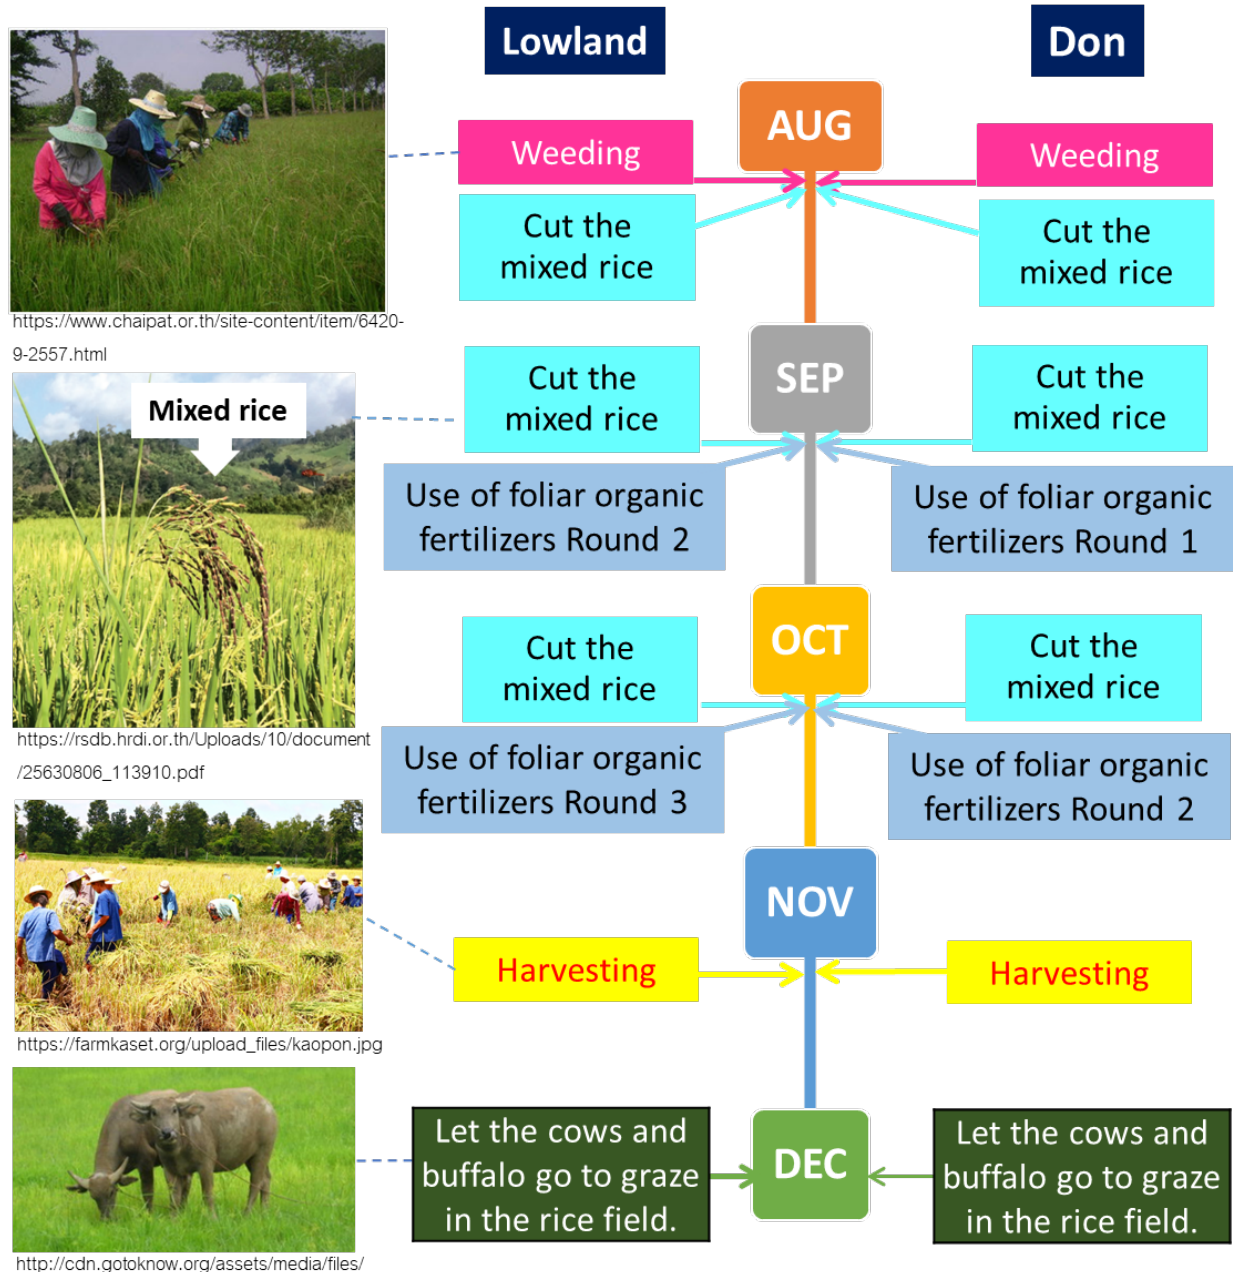 Lowland
Don
AUG
Weeding
Weeding
Cut the
mixed rice
Cut the
mixed rice
https://www.chaipat.or.th/site-content/item/6420-
9-2557.html
SEP
Mixed rice
Cut the
mixed rice
Cut the
mixed rice
Use of foliar organic
fertilizers Round 2
Use of foliar organic
fertilizers Round 1
OCT
Cut the
mixed rice
Cut the
mixed rice
https://rsdb.hrdi.or.th/Uploads/10/document
/25630806_113910.pdf
Use of foliar organic
fertilizers Round 3
Use of foliar organic
fertilizers Round 2
NOV
Harvesting
Harvesting
https://farmkaset.org/upload_files/kaopon.jpg
DEC
Let the cows and
buffalo go to graze
in the rice field.
Let the cows and
buffalo go to graze
in the rice field.
http://cdn.gotoknow.org/assets/media/files/